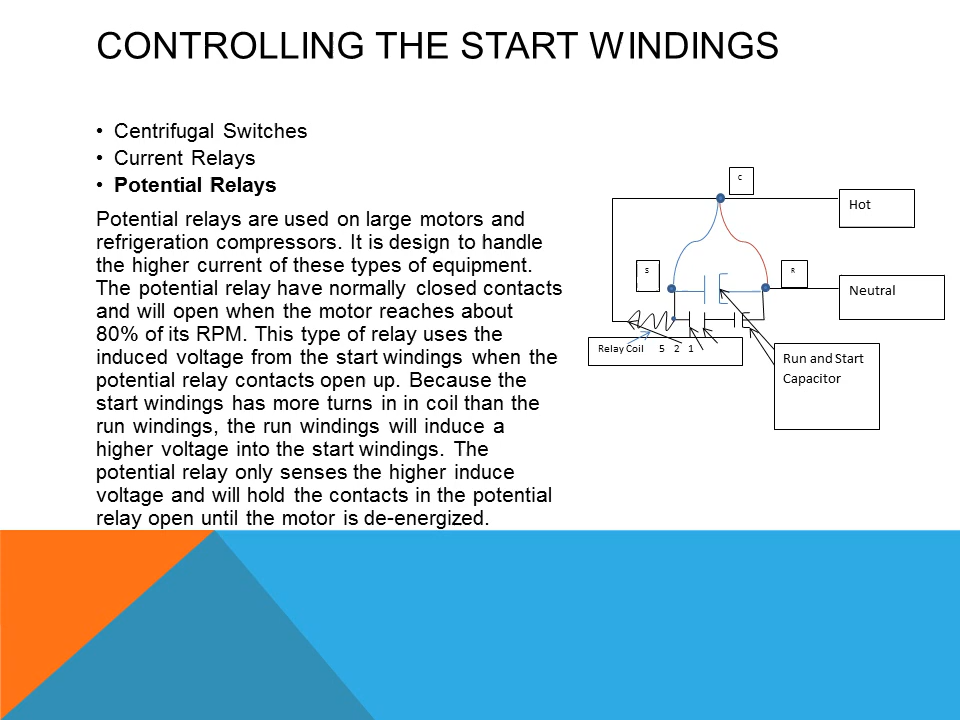 CONTROLLING THE START WINDINGS
• Centrifugal Switches
• Current Relays
• Potential Relays
Potential relays are used on large motors and
refrigeration compressors. It is design to handle
the higher current of these types of equipment.
The potential relay have normally closed contacts
and will open when the motor reaches about
80% of its RPM. This type of relay uses the
induced voltage from the start windings when the
potential relay contacts open up. Because the
start windings has more turns in in coil than the
run windings, the run windings will induce a
higher voltage into the start windings. The
potential relay only senses the higher induce
voltage and will hold the contacts in the potential
relay open until the motor is de-energized.
C
Hot
S
R
Neutral
Relay Coil 5 2 1
Run and Start
Capacitor